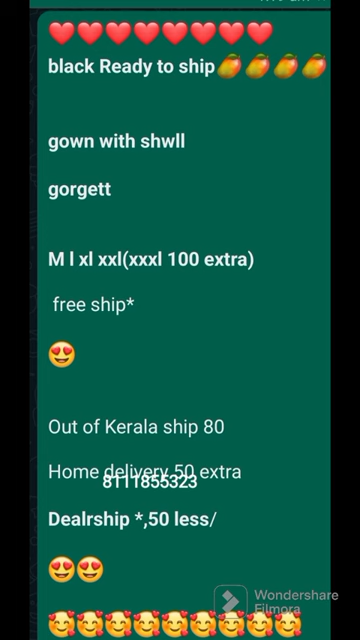 ❤️❤️❤️❤️❤️❤️❤️❤️
black Ready to ship🥭🥭🥭🥭
gown with shwll
gorgett
M l xl xxl(xxxl 100 extra)
free ship*
😍
Out of Kerala ship 80
Home delivery 50 extra
8111855323
Dealrship *,50 less/
😍😍
🥰🥰🥰🥰🥰🥰🥰🥰🥰
Wondershare
Filmora